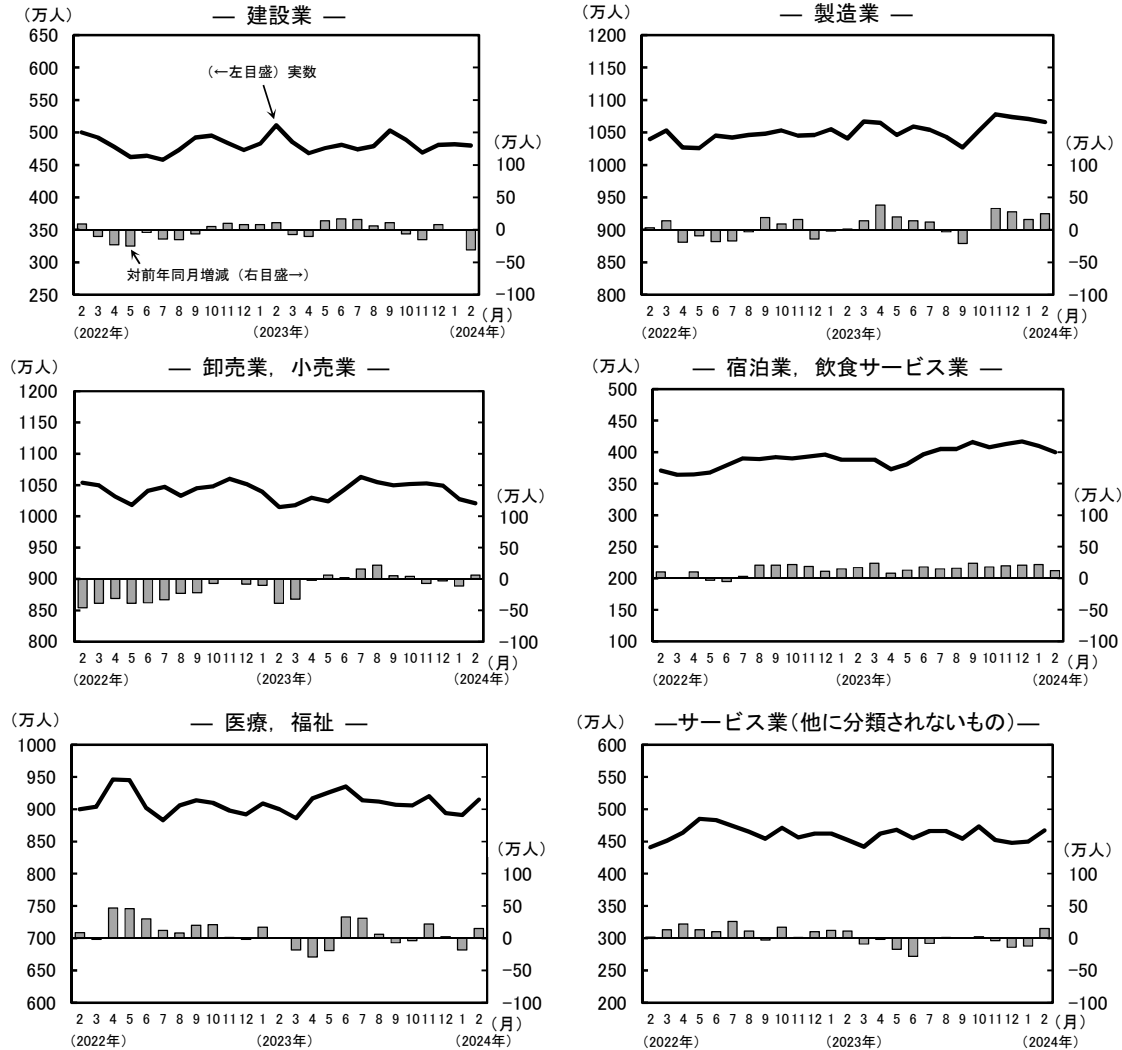 （万人）
― 建設業 ―
650
600
550
500
450
400
350
300
250
（←左目盛）実数
対前年同月増減（右目盛→）
（万人）
100
50
0
−50
−100
2 3 4 5 6 7 8 9 10 11 12 1 2 3 4 5 6 7 8 9 10 11 12 1 2（月）
（2022年）（2023年）（2024年）
― 製造業 ―
（万人）
1200
1150
1100
1050
1000
950
900
850
800
（万人）
100
50
0
−50
−100
2 3 4 5 6 7 8 9 10 11 12 1 2 3 4 5 6 7 8 9 10 11 12 1 2（月）
（2022年）（2023年）（2024年）
（万人）
― 卸売業，小売業 ―
1200
1150
1100
1050
1000
950
900
850
800
（万人）
100
50
0
−50
−100
2 3 4 5 6 7 8 9 10 11 12 1 2 3 4 5 6 7 8 9 10 11 12 1 2（月）
（2022年）（2023年）（2024年）
（万人）
― 宿泊業，飲食サービス業 ―
500
450
400
350
300
250
200
150
100
（万人）
100
50
0
−50
−100
2 3 4 5 6 7 8 9 10 11 12 1 2 3 4 5 6 7 8 9 10 11 12 1 2（月）
（2022年）（2023年）（2024年）
（万人）
― 医療，福祉 ―
1000
950
900
850
800
750
700
650
600
（万人）
100
50
0
−50
−100
2 3 4 5 6 7 8 9 10 11 12 1 2 3 4 5 6 7 8 9 10 11 12 1 2（月）
（2022年）（2023年）（2024年）
（万人）
―サービス業（他に分類されないもの）―
600
550
500
450
400
350
300
250
200
（万人）
100
50
0
−50
−100
2 3 4 5 6 7 8 9 10 11 12 1 2 3 4 5 6 7 8 9 10 11 12 1 2（月）
（2022年）（2023年）（2024年）